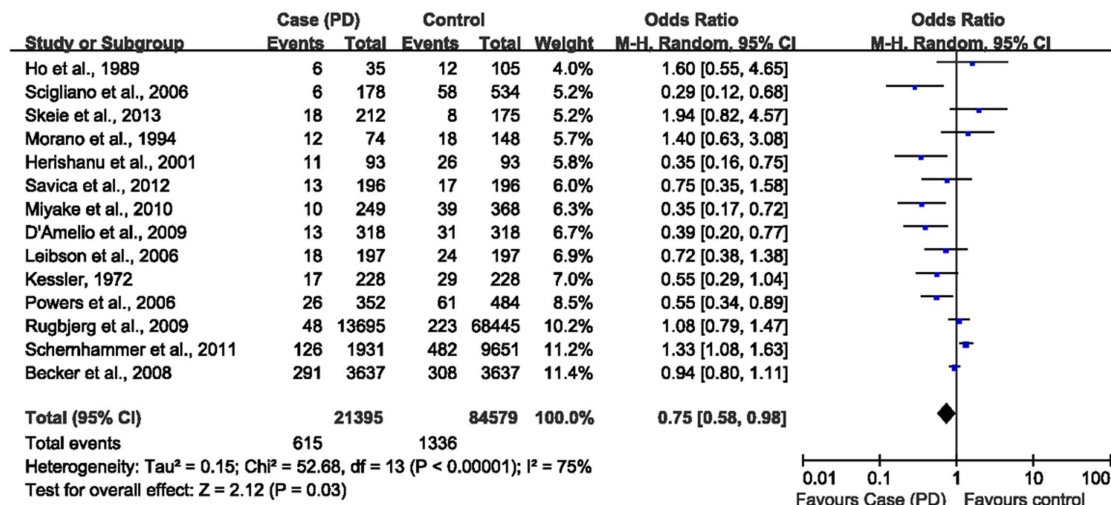 Case (PD) Control Odds Ratio Odds Ratio
Study or Subgroup Events Total Events Total Weight M-H, Random, 95% CI M-H, Random, 95% CI
Ho et al., 1989 6 35 12 105 4.0% 1.60 [0.55, 4.65]
Scigliano et al., 2006 6 178 58 534 5.2% 0.29 [0.12, 0.68]
Skeie et al., 2013 18 212 8 175 5.2% 1.94 [0.82, 4.57]
Morano et al., 1994 12 74 18 148 5.7% 1.40 [0.63, 3.08]
Herishanu et al., 2001 11 93 26 93 5.8% 0.35 [0.16, 0.75]
Savica et al., 2012 13 196 17 196 6.0% 0.75 [0.35, 1.58]
Miyake et al., 2010 10 249 39 368 6.3% 0.35 [0.17, 0.72]
D'Amelio et al., 2009 13 318 31 318 6.7% 0.39 [0.20, 0.77]
Leibson et al., 2006 18 197 24 197 6.9% 0.72 [0.38, 1.38]
Kessler, 1972 17 228 29 228 7.0% 0.55 [0.29, 1.04]
Powers et al., 2006 26 352 61 484 8.5% 0.55 [0.34, 0.89]
Rugbjerg et al., 2009 48 13695 223 68445 10.2% 1.08 [0.79, 1.47]
Schernhammer et al., 2011 126 1931 482 9651 11.2% 1.33 [1.08, 1.63]
Becker et al., 2008 291 3637 308 3637 11.4% 0.94 [0.80, 1.11]
Total (95% CI) 21395 84579 100.0% 0.75 [0.58, 0.98]
Total events 615 1336
Heterogeneity: Tau² = 0.15; Chi² = 52.68, df = 13 (P < 0.00001); I² = 75%
Test for overall effect: Z = 2.12 (P = 0.03)
0.01 0.1 1 10 100
Favours Case (PD) Favours control